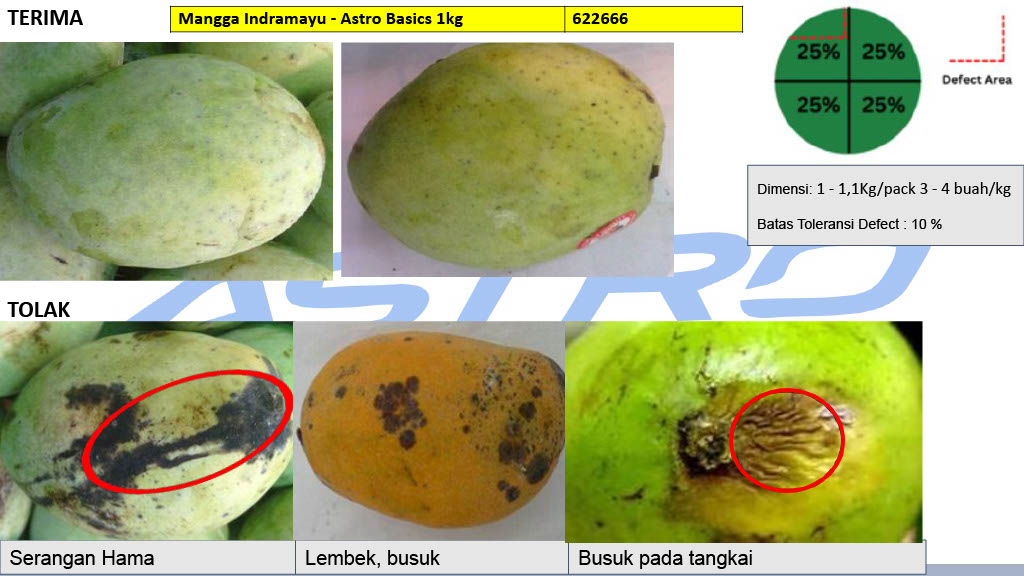 TERIMA
Mangga Indramayu - Astro Basics 1kg 622666
25% 25%
25% 25%
Defect Area
Dimensi: 1 - 1,1Kg/pack 3 - 4 buah/kg
Batas Toleransi Defect : 10 %
ASTRO
TOLAK
Serangan Hama
Lembek, busuk
Busuk pada tangkai